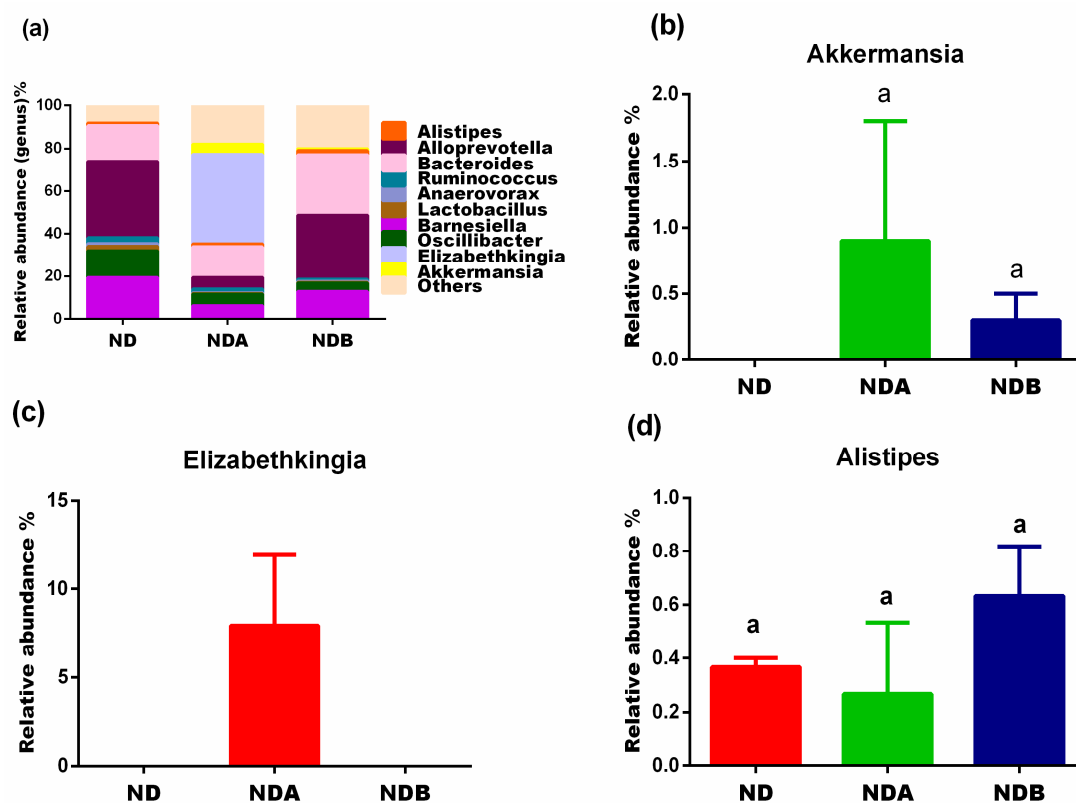 (a)
Relative abundance (genus)%
100
80
60
40
20
0
ND
NDA
NDB
Alistipes
Alloprevotella
Bacteroides
Ruminococcus
Anaerovorax
Lactobacillus
Barnesiella
Oscillibacter
Elizabethkingia
Akkermansia
Others
(b)
Akkermansia
Relative abundance %
2.0
1.5
1.0
0.5
0.0
a
a
ND
NDA
NDB
(c)
Elizabethkingia
Relative abundance %
15
10
5
0
ND
NDA
NDB
(d)
Alistipes
Relative abundance %
1.0
0.8
0.6
0.4
0.2
0.0
a
a
a
ND
NDA
NDB